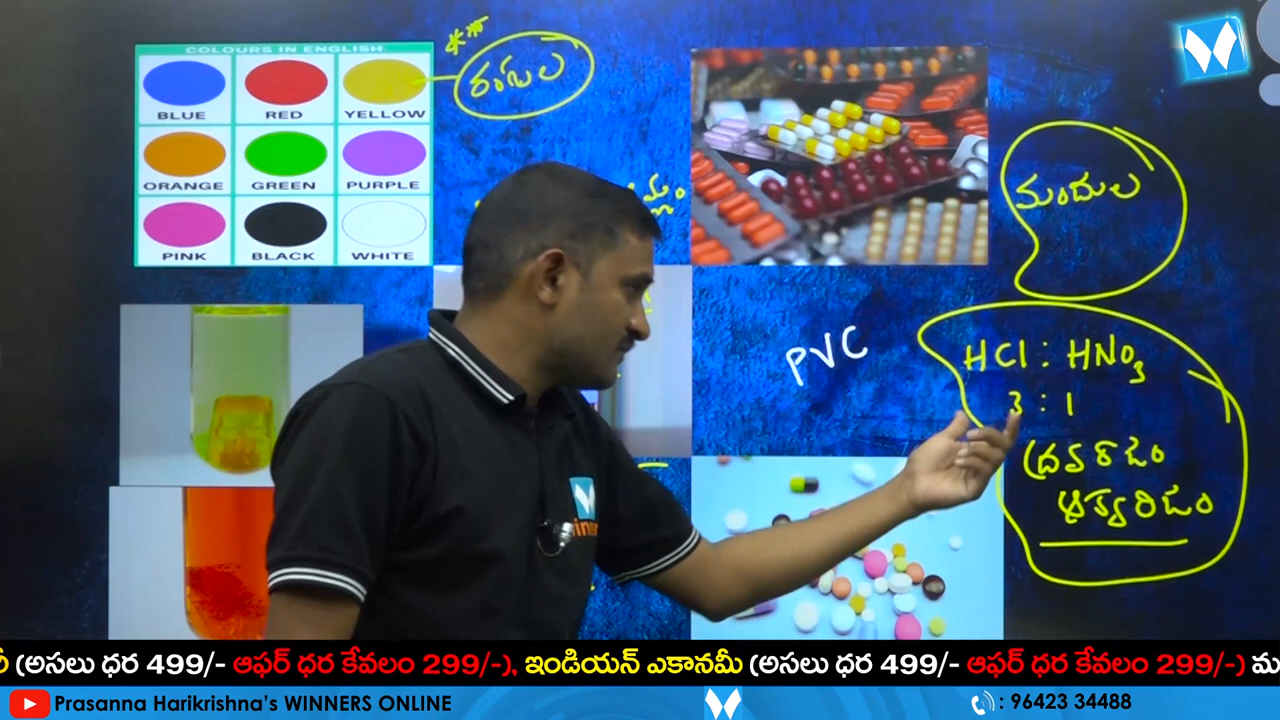 COLOURS IN ENGLISH
BLUE
RED
YELLOW
ORANGE
GREEN
PURPLE
PINK
BLACK
WHITE
రంగుల
మందుల
PVC
HCl : HNO3
3 : 1
ద్రవరాజం
ఆక్వారిజం
winners
(అసలు ధర 499/- ఆఫర్ ధర కేవలం 299/-), ఇండియన్ ఎకానమీ (అసలు ధర 499/- ఆఫర్ ధర కేవలం 299/-)
Prasanna Harikrishna's WINNERS ONLINE
: 96423 34488